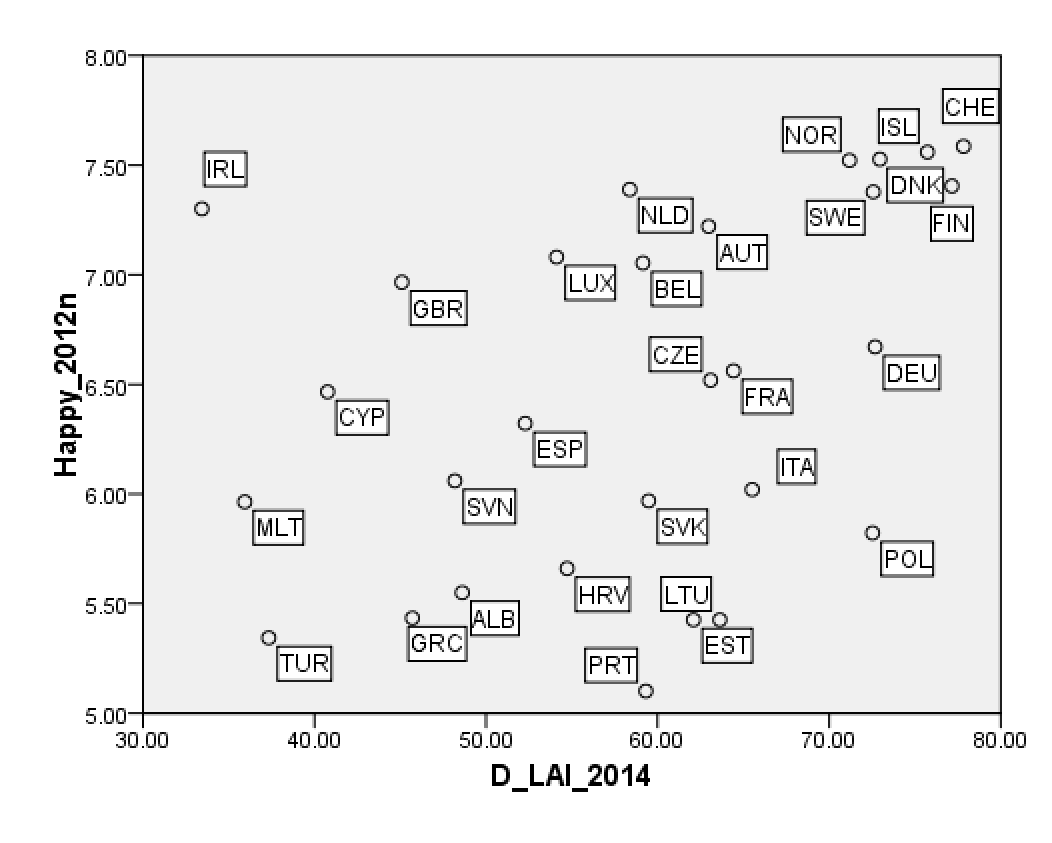 8.00
CHE
ISL
NOR
IRL
7.50
DNK
NLD
SWE
FIN
AUT
7.00
LUX
BEL
GBR
CZE
DEU
6.50
FRA
CYP
ESP
ITA
6.00
SVN
MLT
SVK
POL
HRV
LTU
5.50
ALB
GRC
EST
TUR
PRT
5.00
Happy_2012n
30.00 40.00 50.00 60.00 70.00 80.00
D_LAI_2014